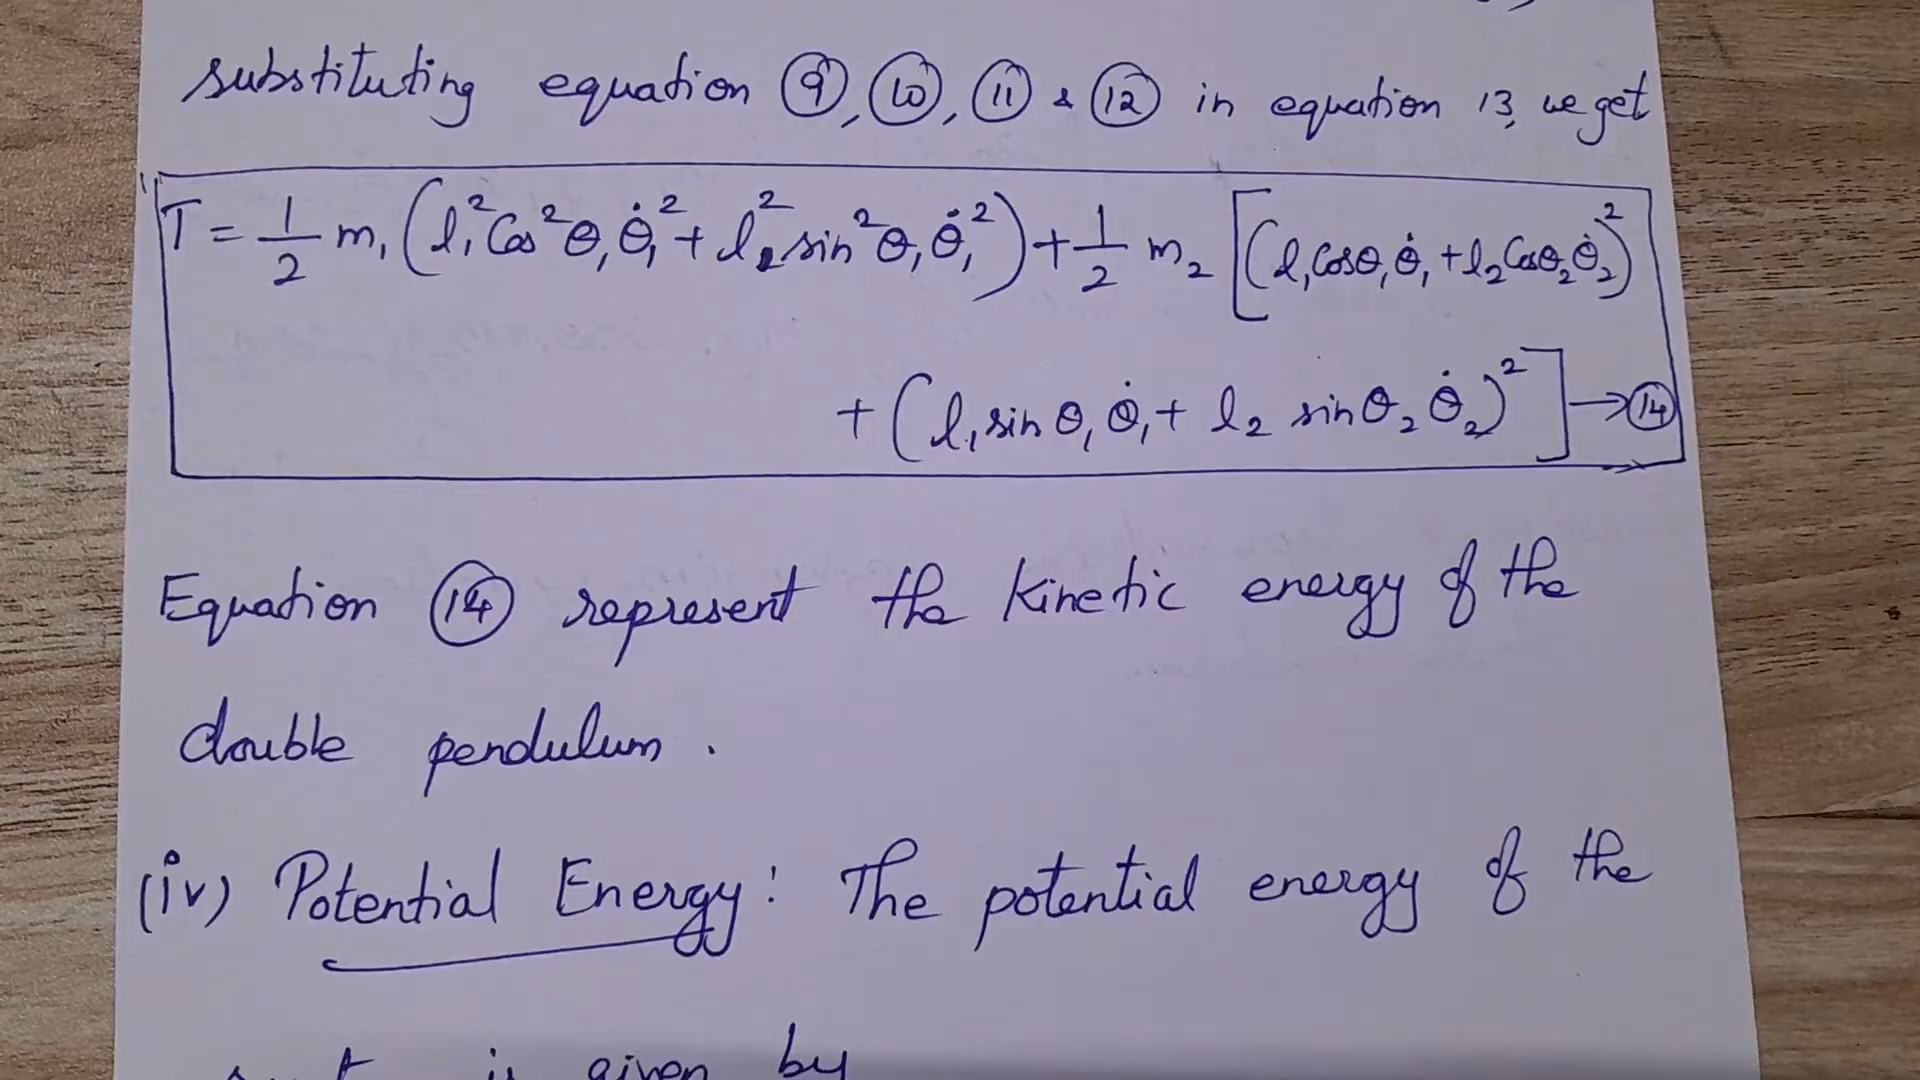 substituting equation ⑨, ⑩, ⑪ & ⑫ in equation 13, we get
T = 1/2 m₁ (l₁² Cos²θ₁ θ̇₁² + l₂² sin²θ₁ θ̇₁²) + 1/2 m₂ [(l₁ Cosθ₁ θ̇₁ + l₂ Cosθ₂ θ̇₂)²
+ (l₁ sin θ₁ θ̇₁ + l₂ sinθ₂ θ̇₂)²] → ⑭
Equation ⑭ represent the Kinetic energy of the
double pendulum .
(iv) Potential Energy : The potential energy of the
is given by